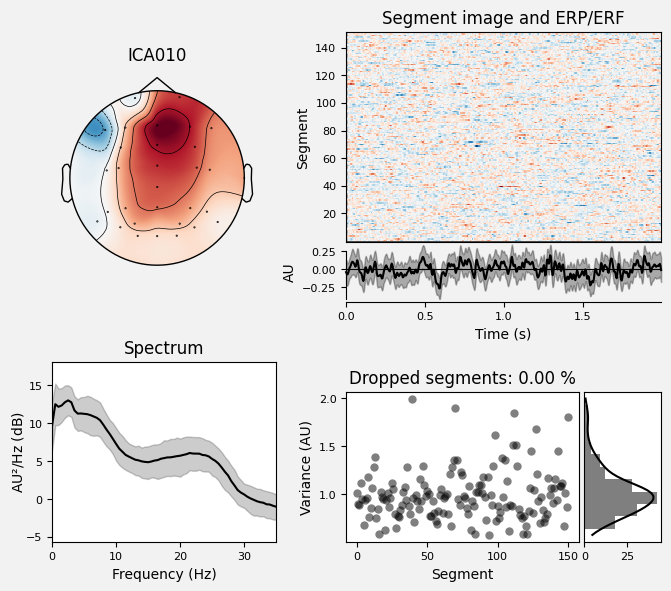 Segment image and ERP/ERF
ICA010
Segment
140
120
100
80
60
40
20
AU
0.25
0.00
−0.25
0.0 0.5 1.0 1.5
Time (s)
Spectrum
AU²/Hz (dB)
15
10
5
0
−5
0 10 20 30
Frequency (Hz)
Dropped segments: 0.00 %
Variance (AU)
2.0
1.5
1.0
0 50 100 150
Segment
0 25